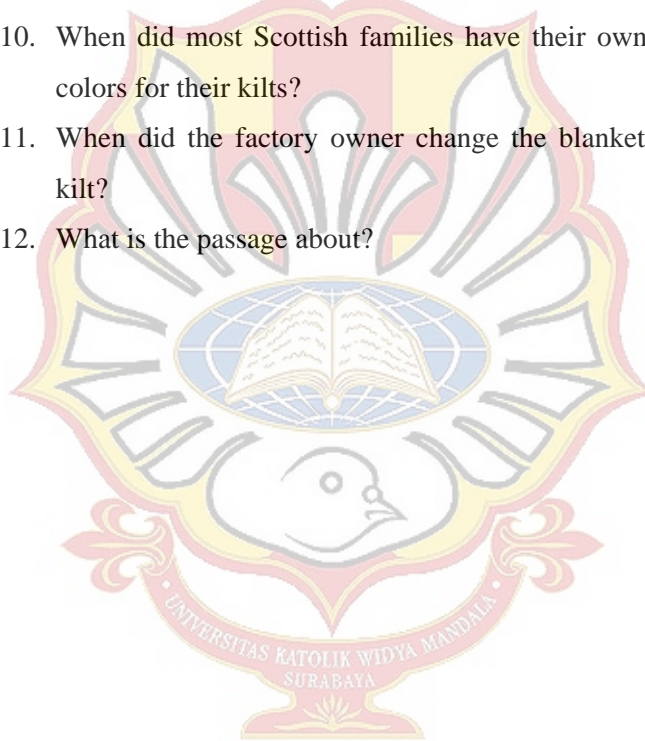 10. When did most Scottish families have their own
colors for their kilts?
11. When did the factory owner change the blanket
kilt?
12. What is the passage about?
UNIVERSITAS KATOLIK WIDYA MANDALA
SURABAYA